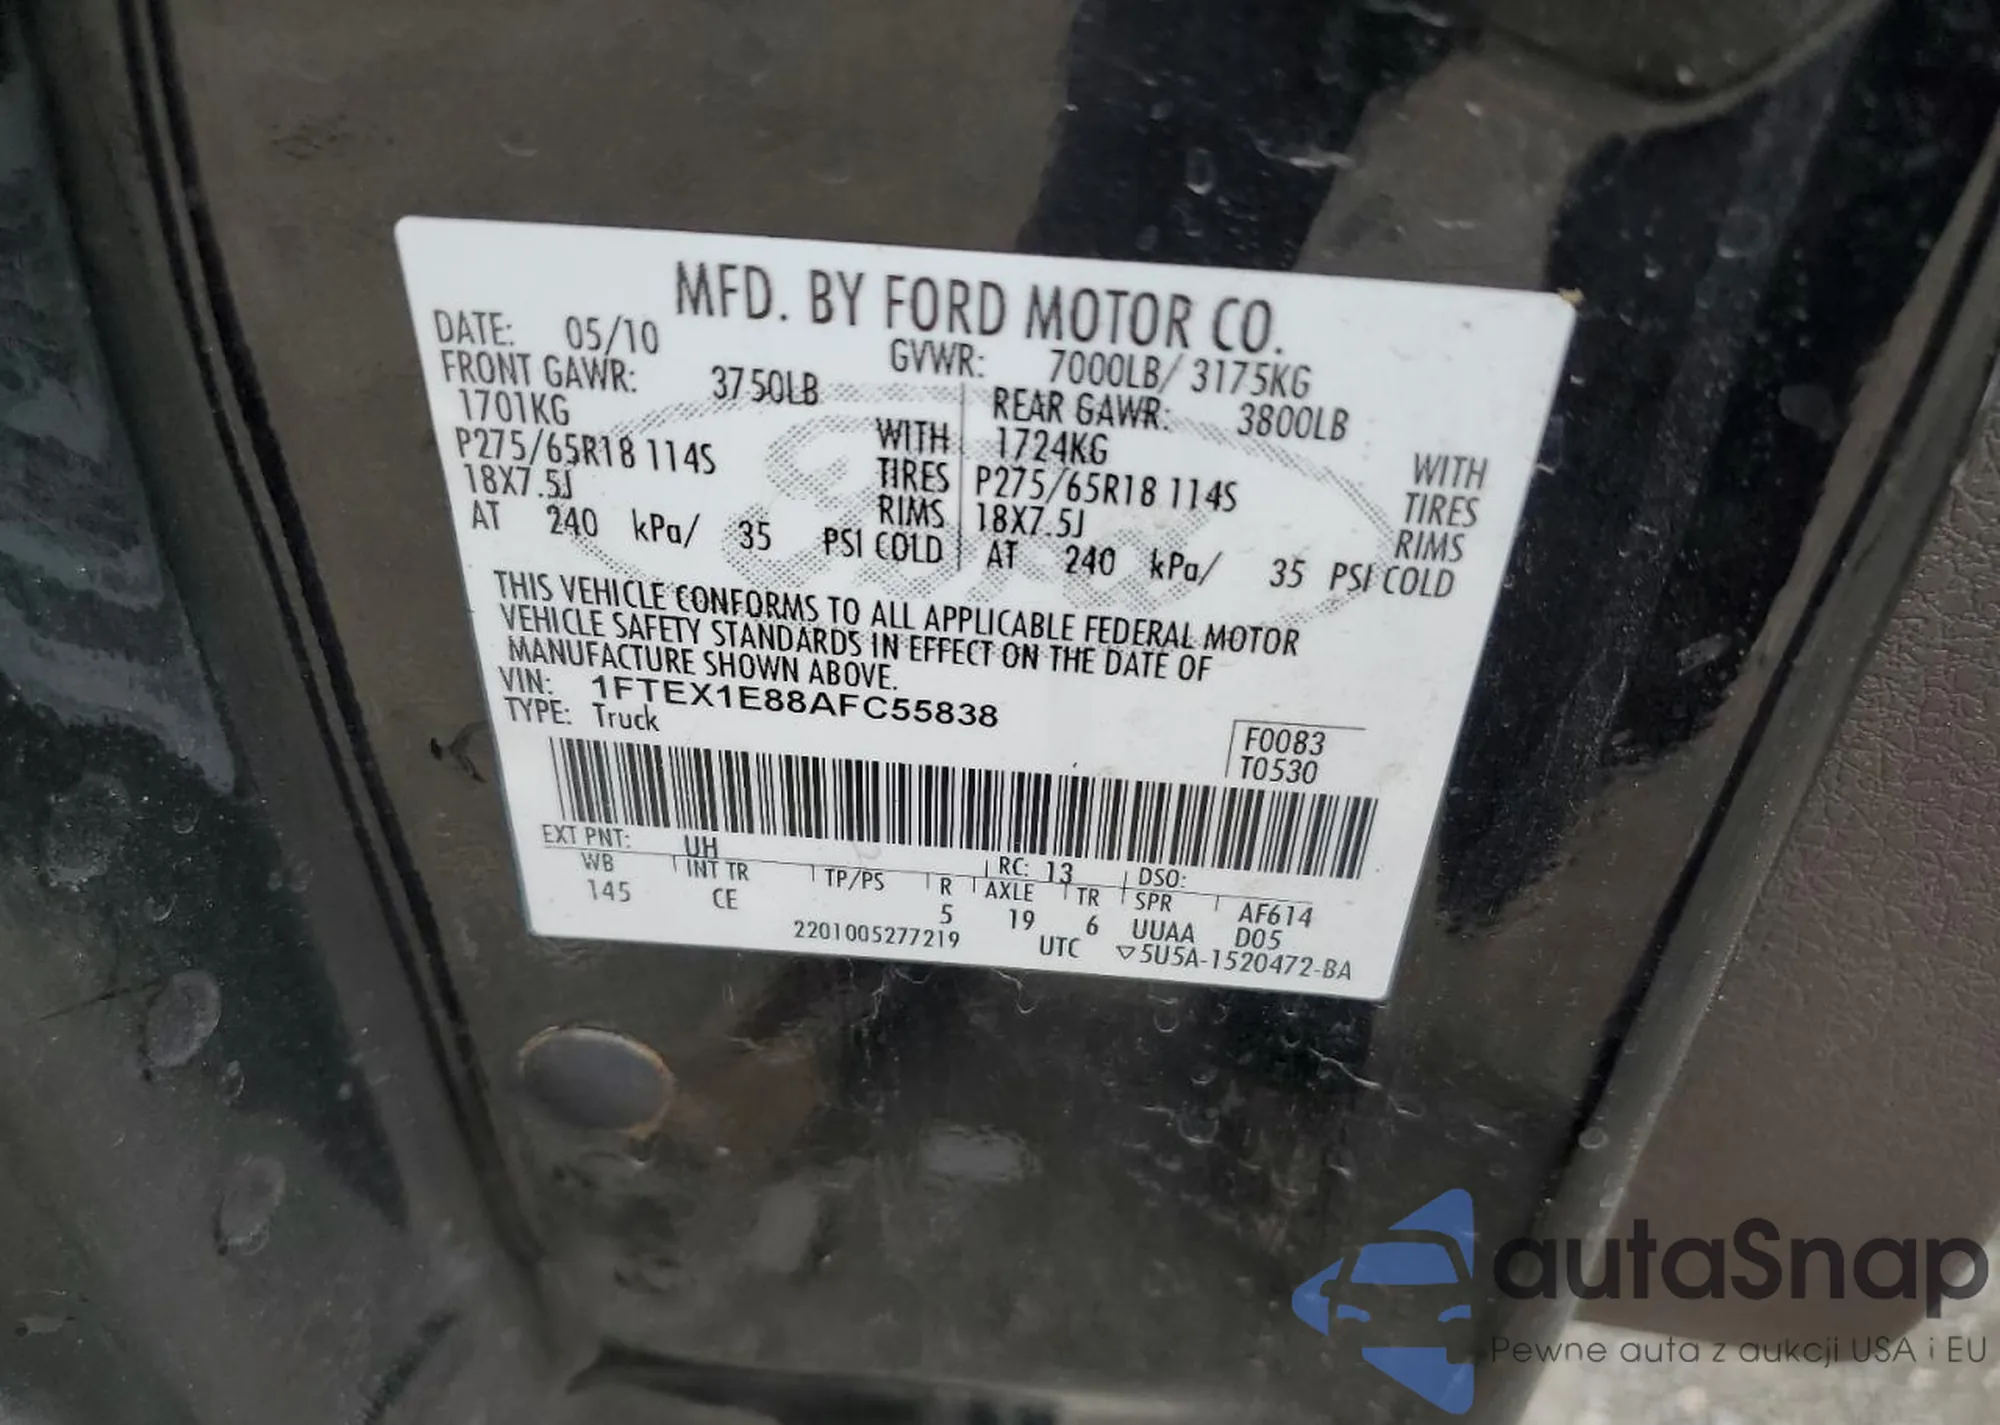 MFD. BY FORD MOTOR CO.
DATE: 05/10 GVWR: 7000LB/ 3175KG
FRONT GAWR: 3750LB REAR GAWR: 3800LB
1701KG WITH 1724KG WITH
P275/65R18 114S TIRES P275/65R18 114S TIRES
18X7.5J RIMS 18X7.5J RIMS
AT 240 kPa/ 35 PSI COLD AT 240 kPa/ 35 PSI COLD
THIS VEHICLE CONFORMS TO ALL APPLICABLE FEDERAL MOTOR
VEHICLE SAFETY STANDARDS IN EFFECT ON THE DATE OF
MANUFACTURE SHOWN ABOVE.
VIN: 1FTEX1E88AFC55838
TYPE: Truck
F0083
T0530
EXT PNT: UH RC: 13 DSO:
WB INT TR TP/PS R AXLE TR SPR AF614
145 CE 5 19 6 UUAA D05
2201005277219 UTC ▽5U5A-1520472-BA
autaSnap
Pewne auta z aukcji USA i EU